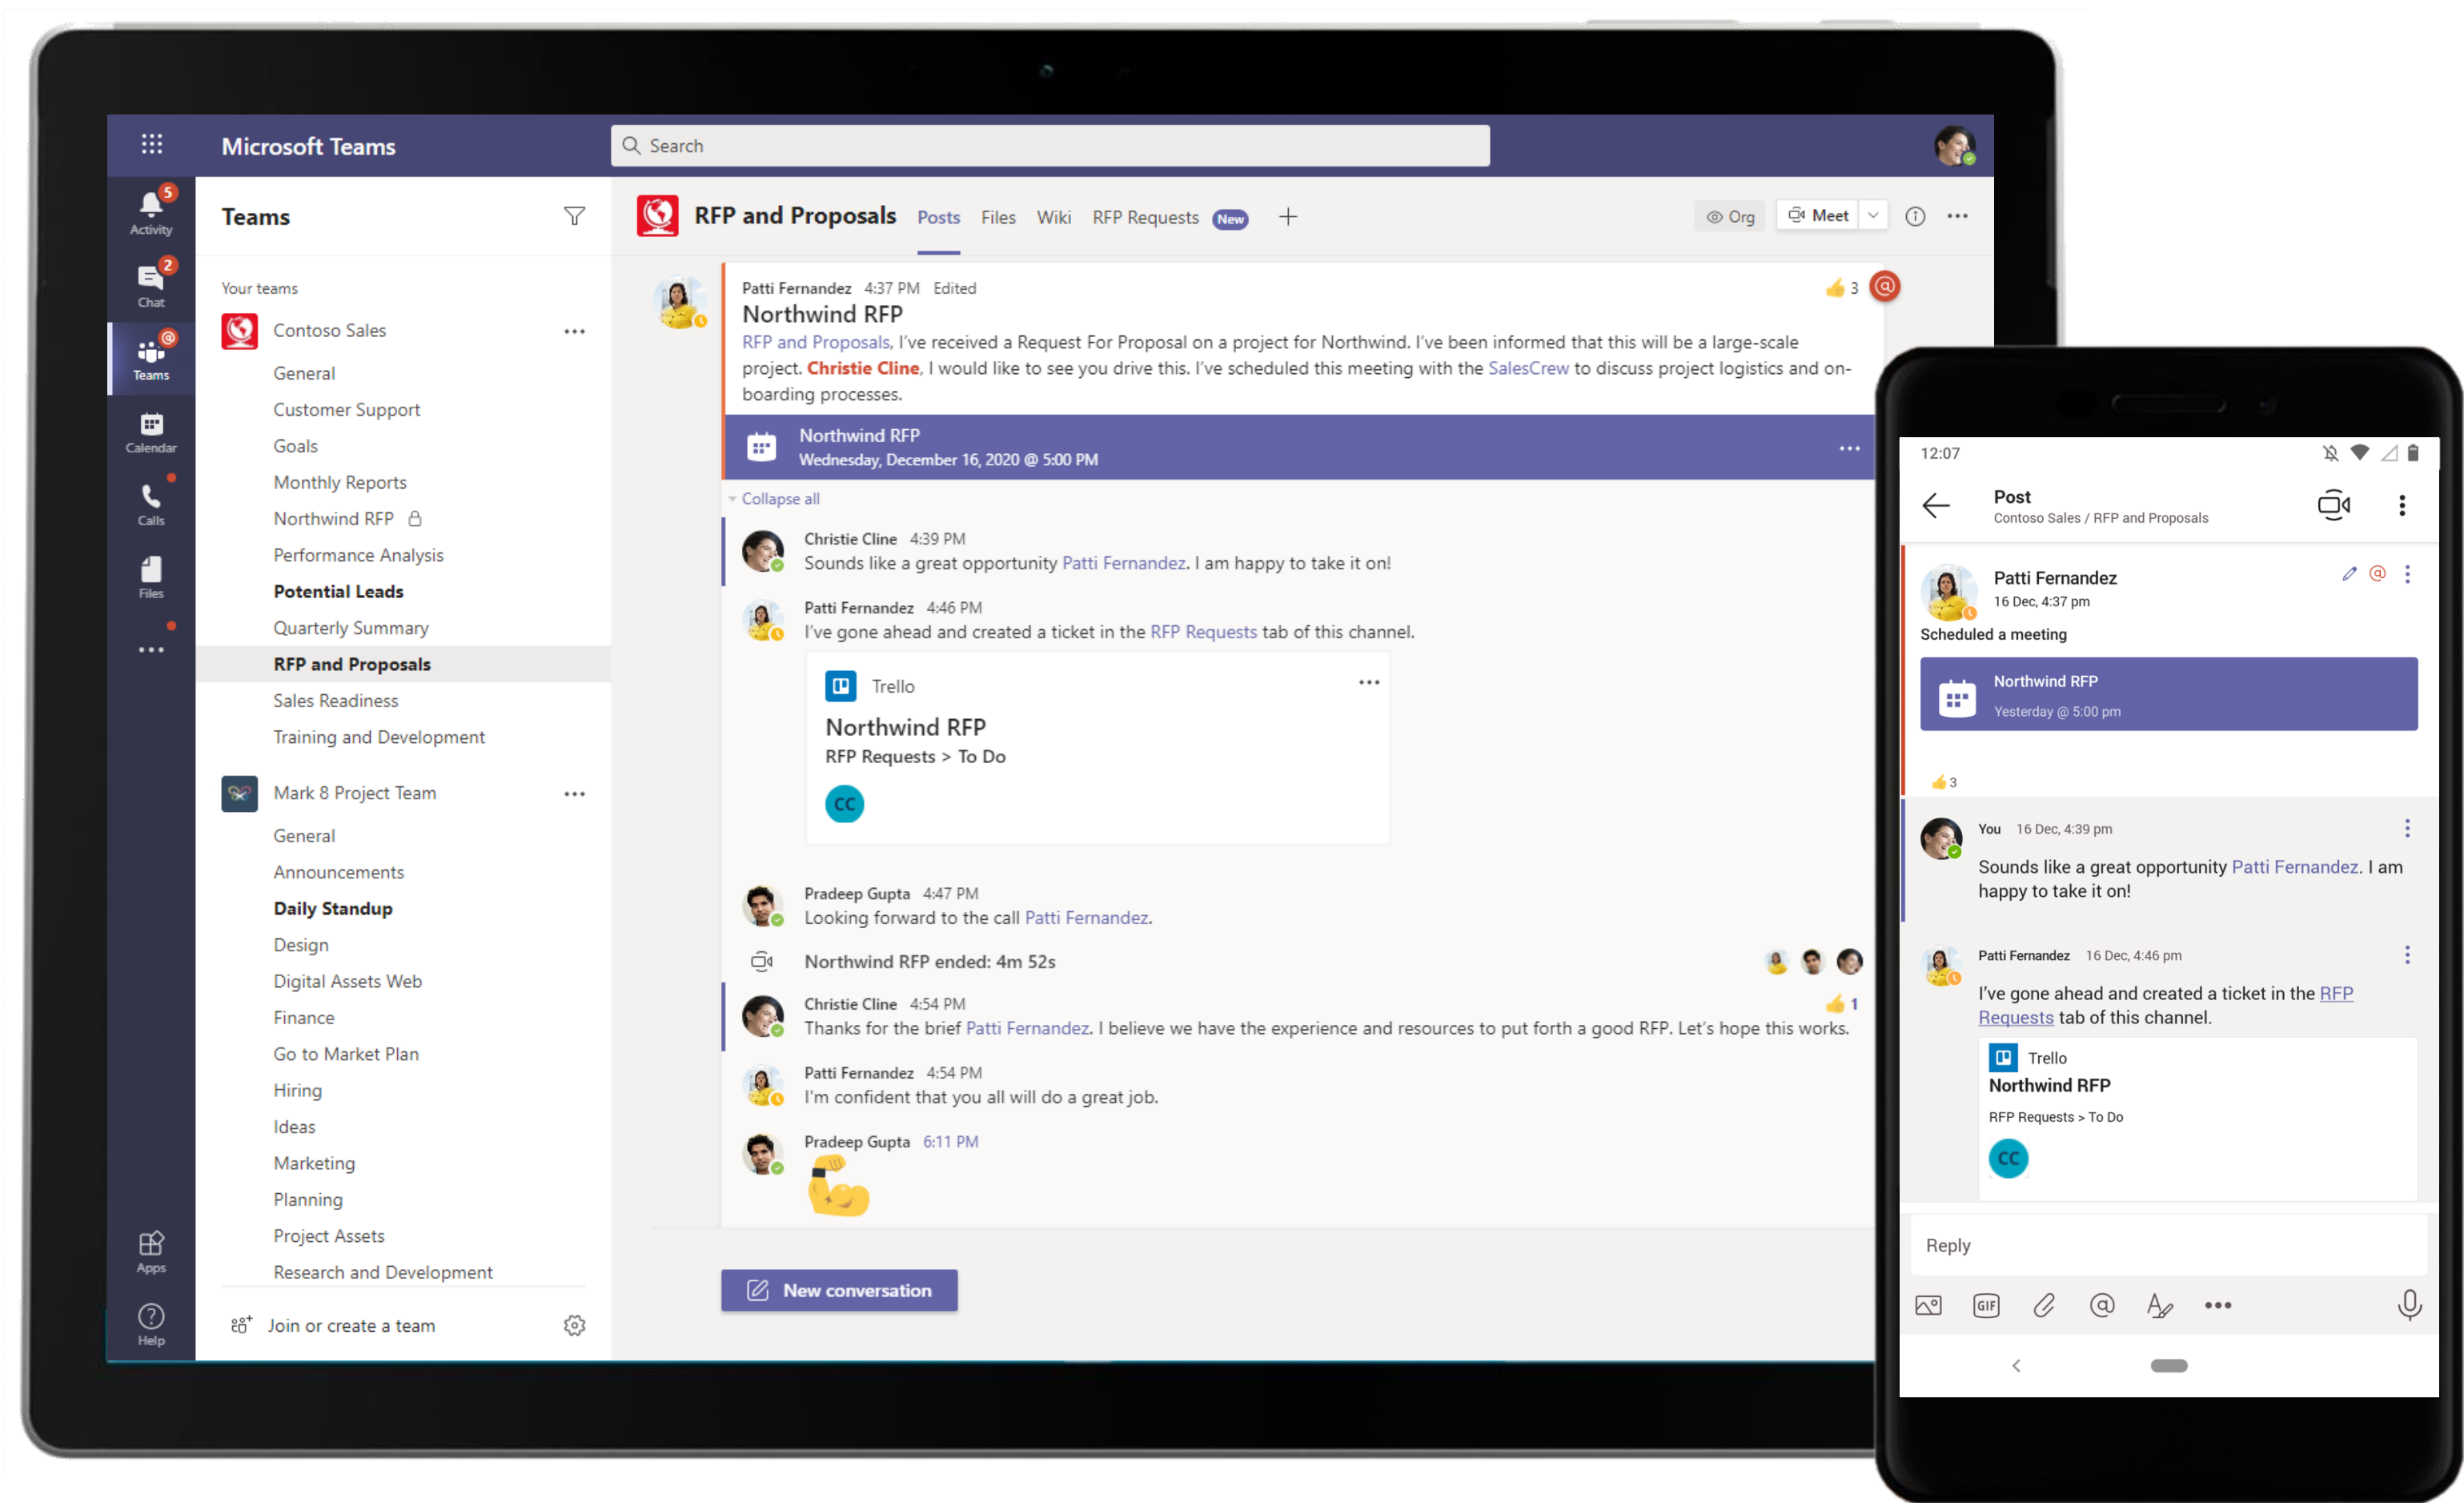 Microsoft Teams
Search
5
Activity
2
Chat
@
Teams
Calendar
Calls
Files
Apps
Help
Teams
Your teams
Contoso Sales
General
Customer Support
Goals
Monthly Reports
Northwind RFP
Performance Analysis
Potential Leads
Quarterly Summary
RFP and Proposals
Sales Readiness
Training and Development
Mark 8 Project Team
General
Announcements
Daily Standup
Design
Digital Assets Web
Finance
Go to Market Plan
Hiring
Ideas
Marketing
Planning
Project Assets
Research and Development
Join or create a team
RFP and Proposals Posts Files Wiki RFP Requests New + Org Meet
Patti Fernandez 4:37 PM Edited 3 @
Northwind RFP
RFP and Proposals, I've received a Request For Proposal on a project for Northwind. I've been informed that this will be a large-scale
project. Christie Cline, I would like to see you drive this. I've scheduled this meeting with the SalesCrew to discuss project logistics and on-
boarding processes.
Northwind RFP
Wednesday, December 16, 2020 @ 5:00 PM
Collapse all
Christie Cline 4:39 PM
Sounds like a great opportunity Patti Fernandez. I am happy to take it on!
Patti Fernandez 4:46 PM
I've gone ahead and created a ticket in the RFP Requests tab of this channel.
Trello
Northwind RFP
RFP Requests > To Do
CC
Pradeep Gupta 4:47 PM
Looking forward to the call Patti Fernandez.
Northwind RFP ended: 4m 52s
Christie Cline 4:54 PM 1
Thanks for the brief Patti Fernandez. I believe we have the experience and resources to put forth a good RFP. Let's hope this works.
Patti Fernandez 4:54 PM
I'm confident that you all will do a great job.
Pradeep Gupta 6:11 PM
New conversation
12:07
Post
Contoso Sales / RFP and Proposals
Patti Fernandez @
16 Dec, 4:37 pm
Scheduled a meeting
Northwind RFP
Yesterday @ 5:00 pm
3
You 16 Dec, 4:39 pm
Sounds like a great opportunity Patti Fernandez. I am
happy to take it on!
Patti Fernandez 16 Dec, 4:46 pm
I've gone ahead and created a ticket in the RFP
Requests tab of this channel.
Trello
Northwind RFP
RFP Requests > To Do
CC
Reply
GIF @ A